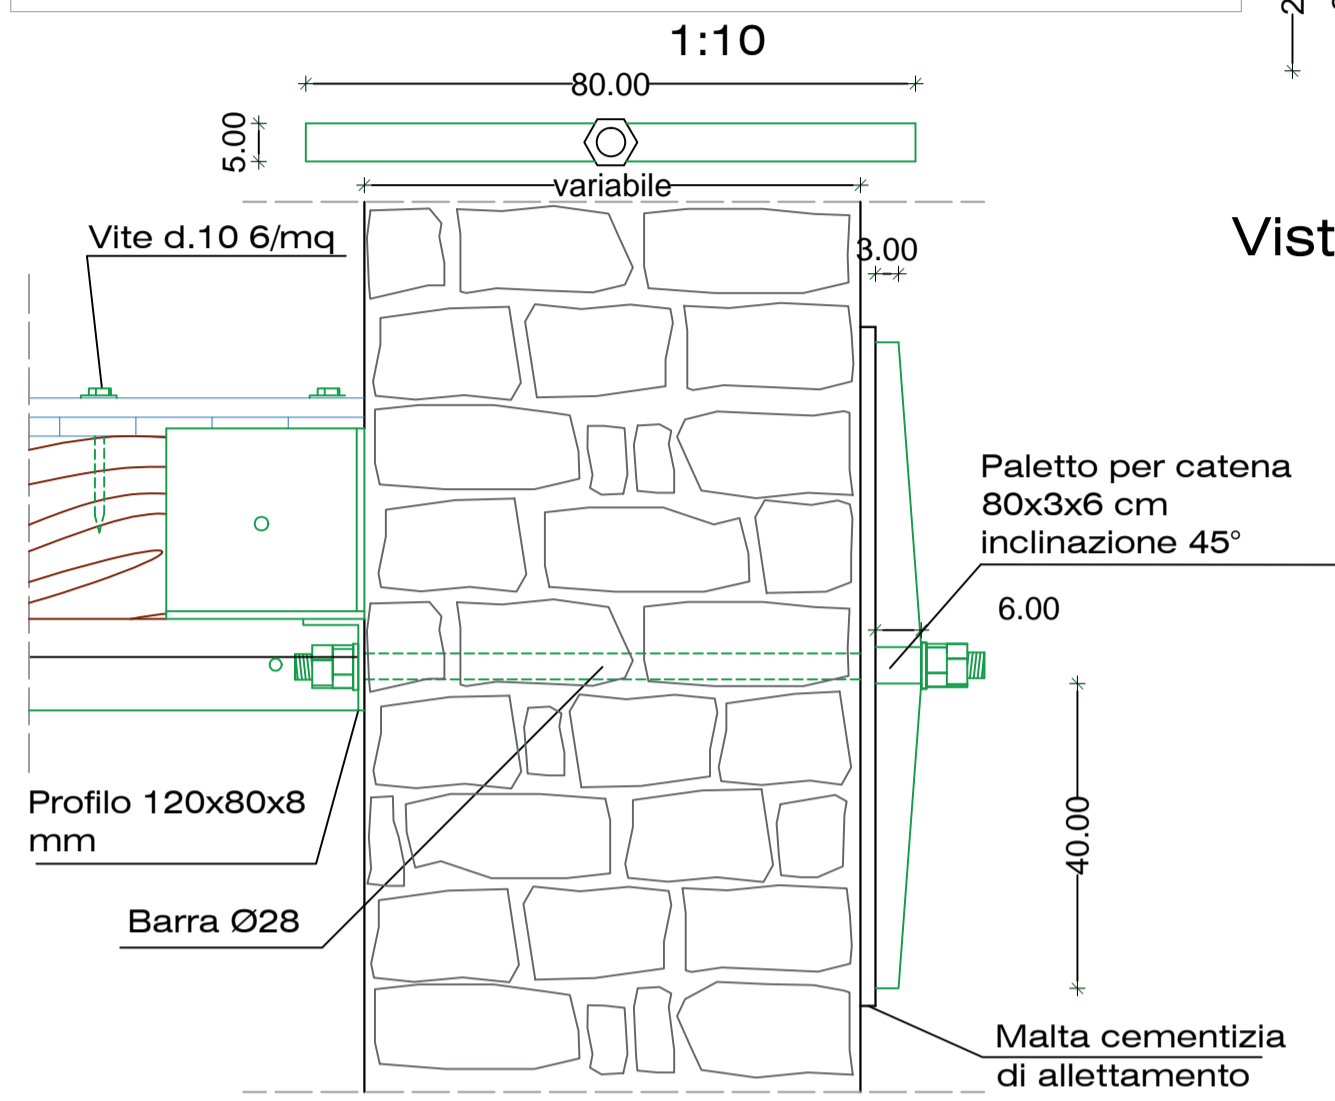 2
1:10
80.00
5.00
variabile
Vite d.10 6/mq
3.00
Vist
Paletto per catena
80x3x6 cm
inclinazione 45°
6.00
Profilo 120x80x8
mm
40.00
Barra Ø28
Malta cementizia
di allettamento